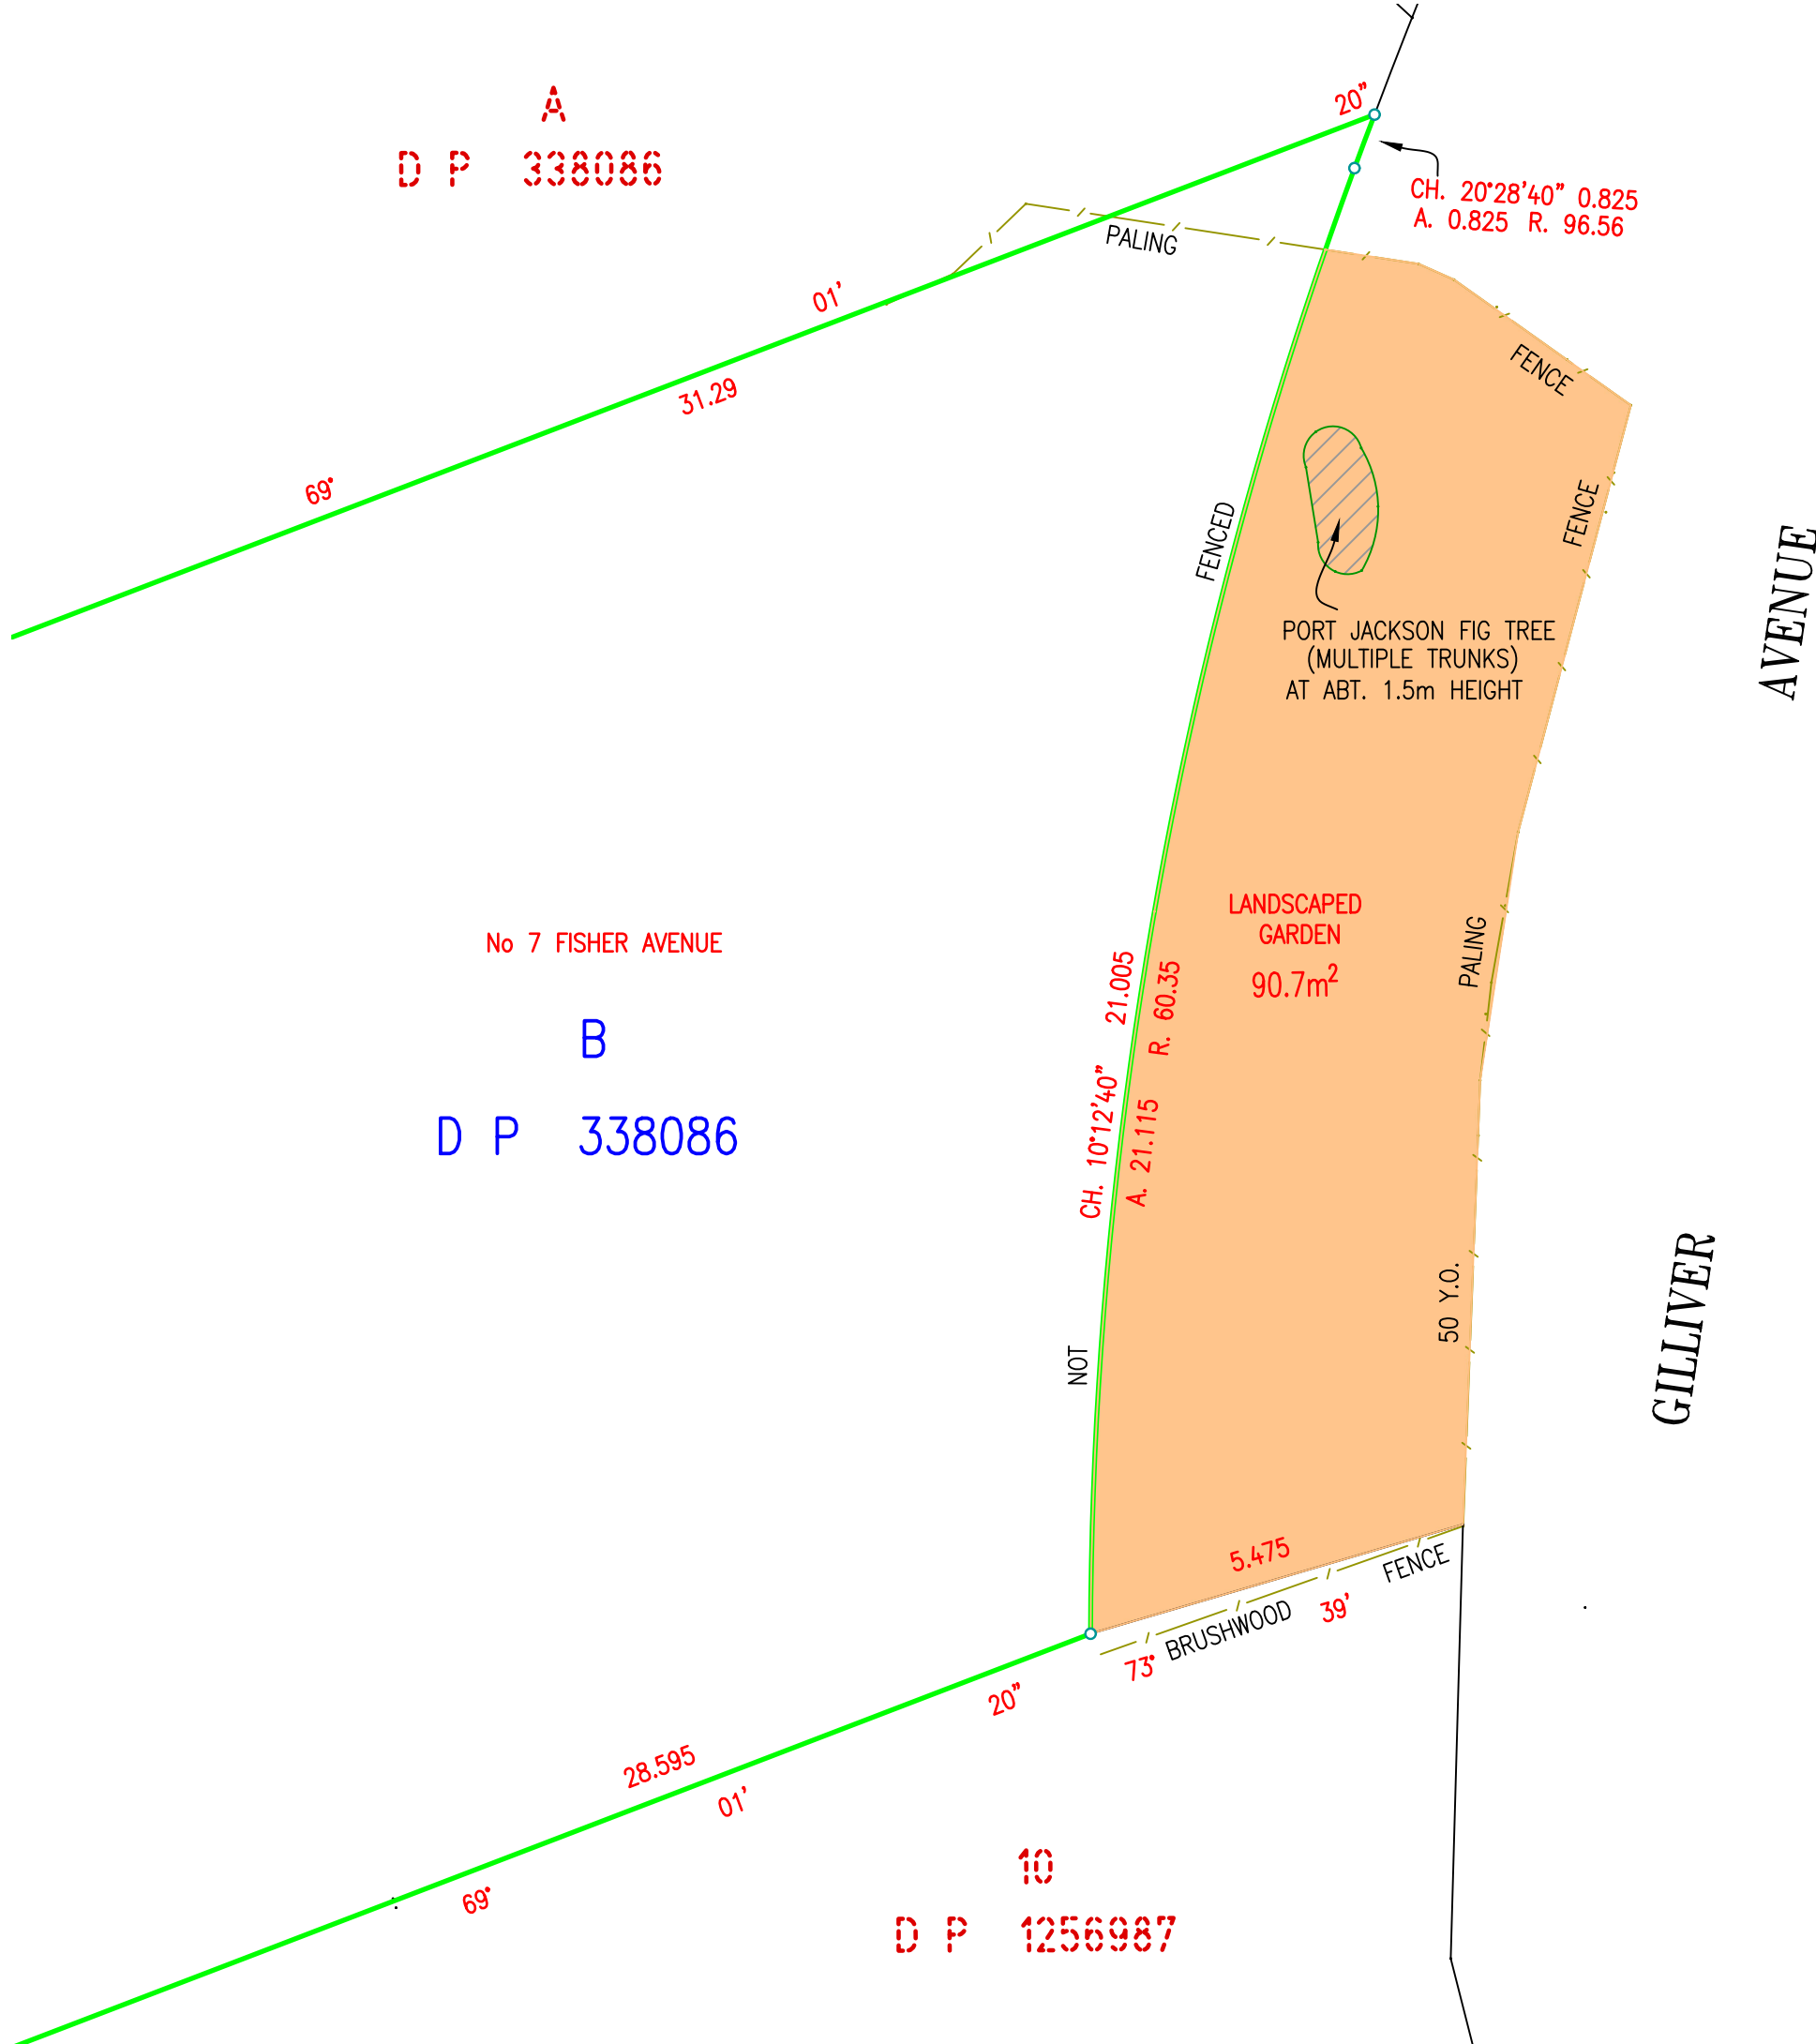 A
D P 338086
20"
CH. 20°28'40" 0.825
A. 0.825 R. 96.56
PALING
01'
31.29
69°
FENCE
FENCE
FENCED
AVENUE
PORT JACKSON FIG TREE
(MULTIPLE TRUNKS)
AT ABT. 1.5m HEIGHT
LANDSCAPED
GARDEN
90.7m²
PALING
No 7 FISHER AVENUE
B
D P 338086
CH. 10°12'40" 21.005
A. 21.115 R. 60.35
50 Y.O.
GILLIVER
NOT
5.475
FENCE
BRUSHWOOD
39'
73°
20"
28.595
01'
69°
10
D P 1256987